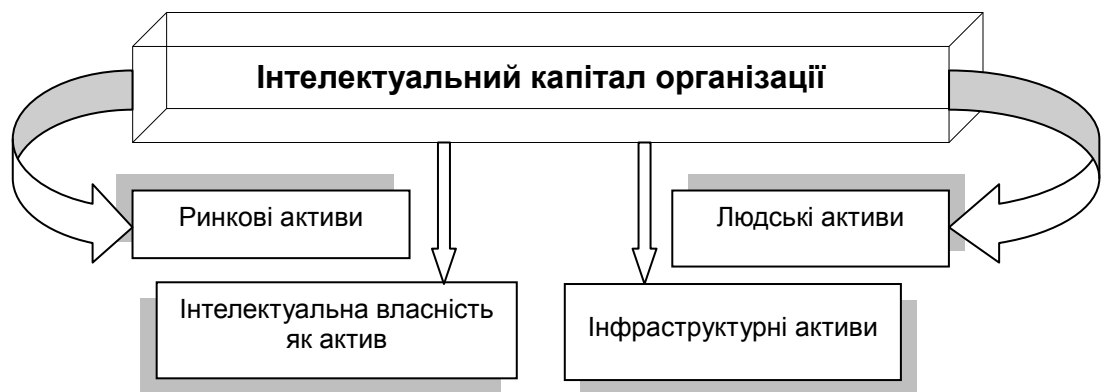 Інтелектуальний капітал організації
Ринкові активи
Людські активи
Інтелектуальна власність
як актив
Інфраструктурні активи